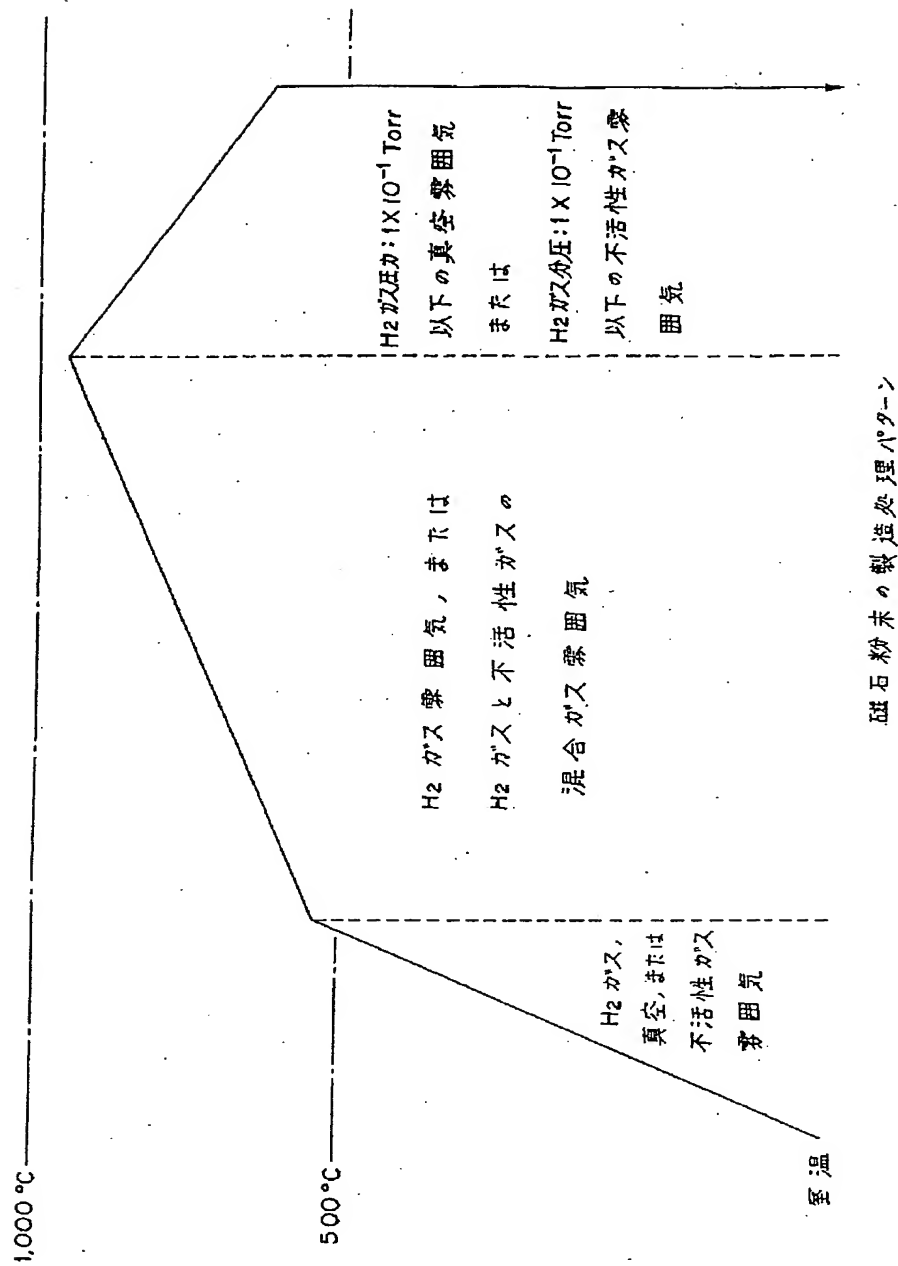 1,000 °C
500 °C
室温
H2 ガス,
真空,または
不活性ガス
雰囲気
H2 ガス雰囲気,または
H2 ガスと不活性ガスの
混合ガス雰囲気
H2 ガス圧力:1X10⁻¹ Torr
以下の真空雰囲気
または
H2 ガス分圧:1X10⁻¹ Torr
以下の不活性ガス雰
囲気
磁石粉末の製造処理パターン